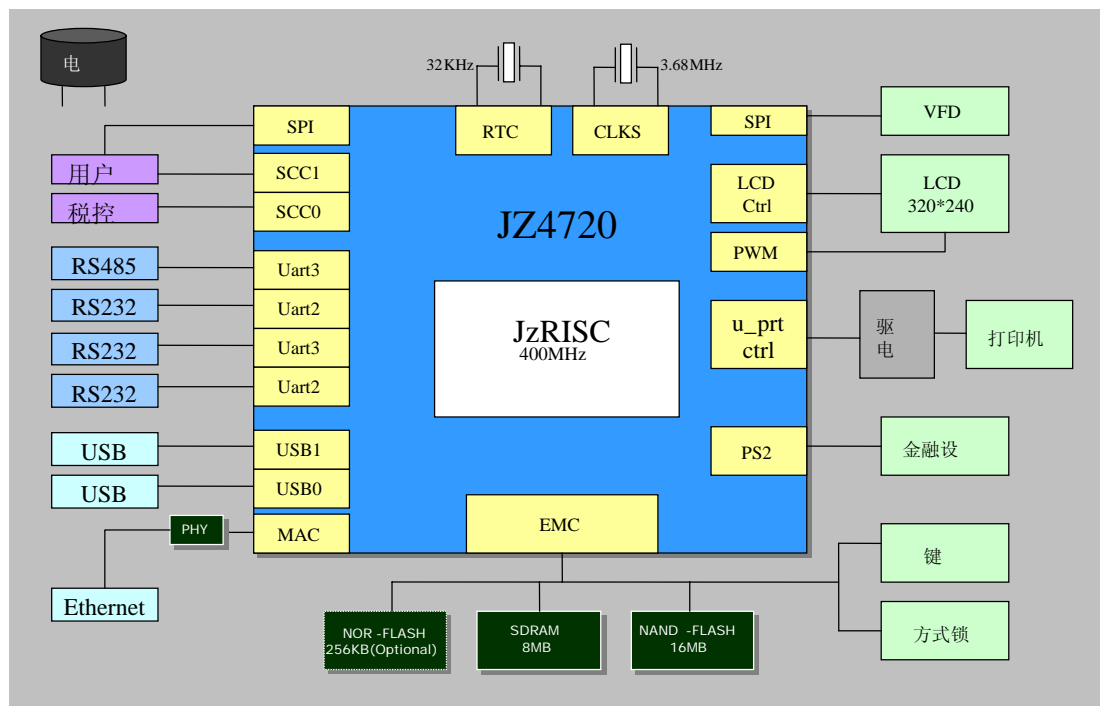 电
32KHz
3.68MHz
SPI
RTC
CLKS
SPI
VFD
用户
SCC1
税控
SCC0
JZ4720
LCD
Ctrl
LCD
320*240
PWM
RS485
Uart3
RS232
Uart2
RS232
Uart3
RS232
Uart2
JzRISC
400MHz
u_prt
ctrl
驱
电
打印机
USB
USB1
USB
USB0
PS2
金融设
PHY
MAC
EMC
Ethernet
键
方式锁
NOR -FLASH
256KB(Optional)
SDRAM
8MB
NAND -FLASH
16MB